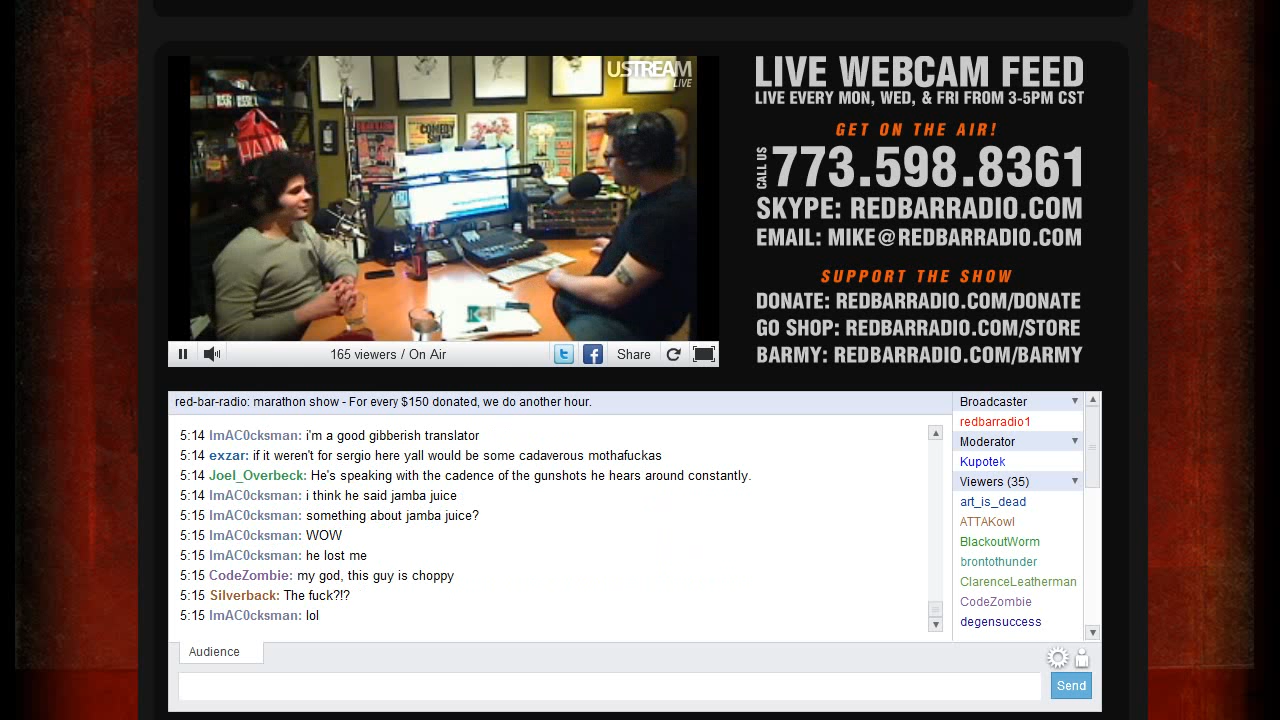 USTREAM
LIVE
COMEDY
165 viewers / On Air
Share
LIVE WEBCAM FEED
LIVE EVERY MON, WED, & FRI FROM 3-5PM CST
GET ON THE AIR!
CALL US 773.598.8361
SKYPE: REDBARRADIO.COM
EMAIL: MIKE@REDBARRADIO.COM
SUPPORT THE SHOW
DONATE: REDBARRADIO.COM/DONATE
GO SHOP: REDBARRADIO.COM/STORE
BARMY: REDBARRADIO.COM/BARMY
red-bar-radio: marathon show - For every $150 donated, we do another hour.
5:14 ImAC0cksman: i'm a good gibberish translator
5:14 exzar: if it weren't for sergio here yall would be some cadaverous mothafuckas
5:14 Joel_Overbeck: He's speaking with the cadence of the gunshots he hears around constantly.
5:14 ImAC0cksman: i think he said jamba juice
5:15 ImAC0cksman: something about jamba juice?
5:15 ImAC0cksman: WOW
5:15 ImAC0cksman: he lost me
5:15 CodeZombie: my god, this guy is choppy
5:15 Silverback: The fuck?!?
5:15 ImAC0cksman: lol
Broadcaster
redbarradio1
Moderator
Kupotek
Viewers (35)
art_is_dead
ATTAKowl
BlackoutWorm
brontothunder
ClarenceLeatherman
CodeZombie
degensuccess
Audience
Send